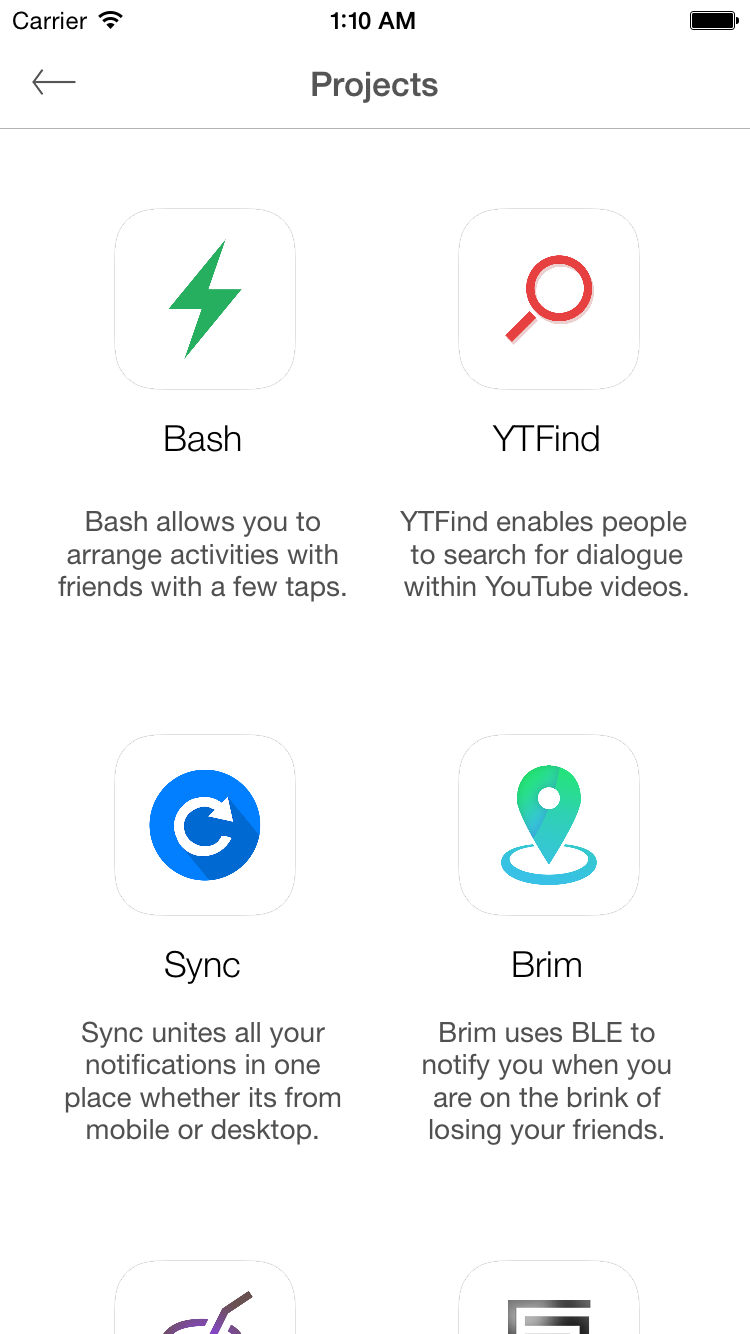 Carrier 1:10 AM
Projects
Bash
YTFind
Bash allows you to
arrange activities with
friends with a few taps.
YTFind enables people
to search for dialogue
within YouTube videos.
Sync
Brim
Sync unites all your
notifications in one
place whether its from
mobile or desktop.
Brim uses BLE to
notify you when you
are on the brink of
losing your friends.